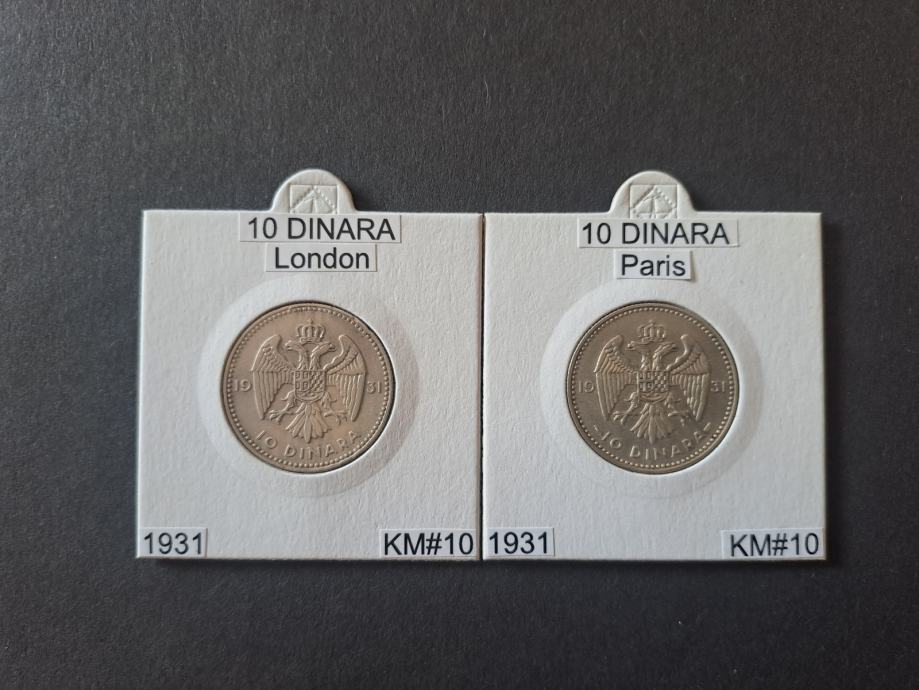 10 DINARA
London
19 31
10 DINARA
1931
KM#10
10 DINARA
Paris
19 31
-10 DINARA-
1931
KM#10